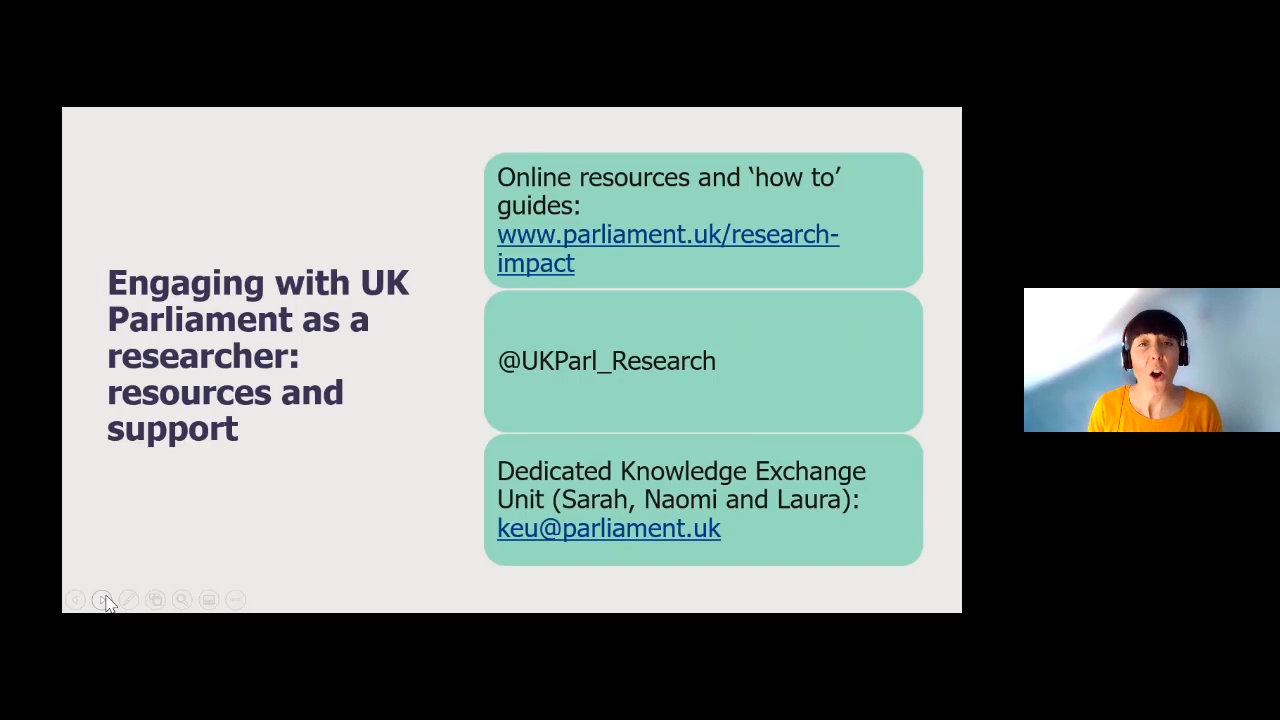 Engaging with UK
Parliament as a
researcher:
resources and
support
Online resources and ‘how to’
guides:
www.parliament.uk/research-
impact
@UKParl_Research
Dedicated Knowledge Exchange
Unit (Sarah, Naomi and Laura):
keu@parliament.uk